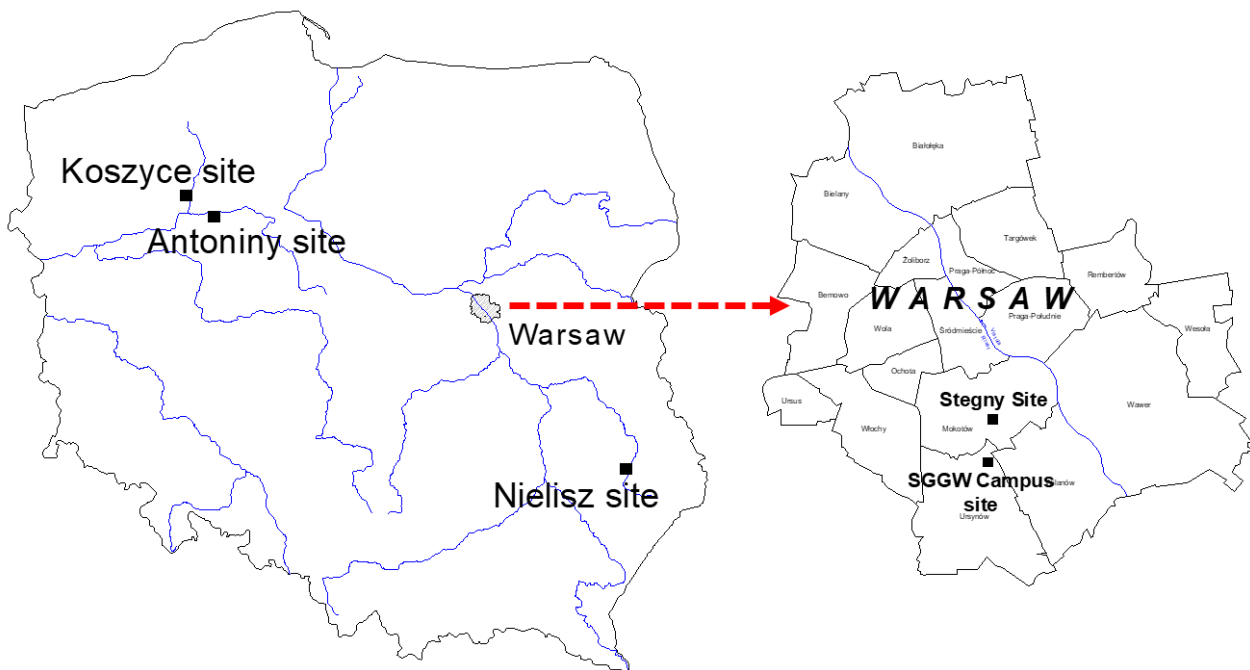 Koszyce site
Antoniny site
Warsaw
Nielisz site
Białołęka
Bielany
Targówek
Żoliborz
Praga-Północ
Rembertów
Bemowo
WARSAW
Praga-Południe
Wola
Śródmieście
Wesoła
Ochota
Ursus
Stegny Site
Wawer
Włochy
Mokotów
SGGW Campus
site
Ursynów